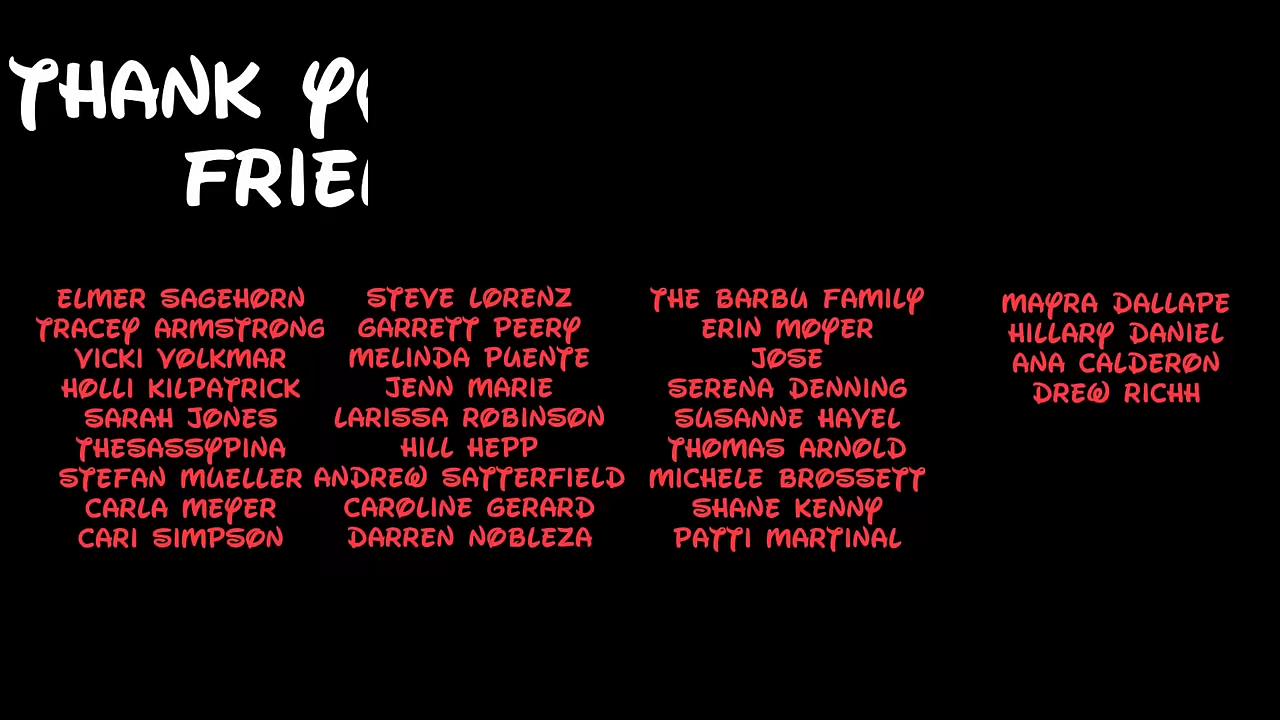 THANK YO
FRIE
ELMER SAGEHORN
TRACEY ARMSTRONG
VICKI VOLKMAR
HOLLI KILPATRICK
SARAH JONES
THESASSYPINA
STEFAN MUELLER
CARLA MEYER
CARI SIMPSON
STEVE LORENZ
GARRETT PEERY
MELINDA PUENTE
JENN MARIE
LARISSA ROBINSON
HILL HEPP
ANDREW SATTERFIELD
CAROLINE GERARD
DARREN NOBLEZA
THE BARBU FAMILY
ERIN MOYER
JOSE
SERENA DENNING
SUSANNE HAVEL
THOMAS ARNOLD
MICHELE BROSSETT
SHANE KENNY
PATTI MARTINAL
MAYRA DALLAPE
HILLARY DANIEL
ANA CALDERON
DREW RICHH